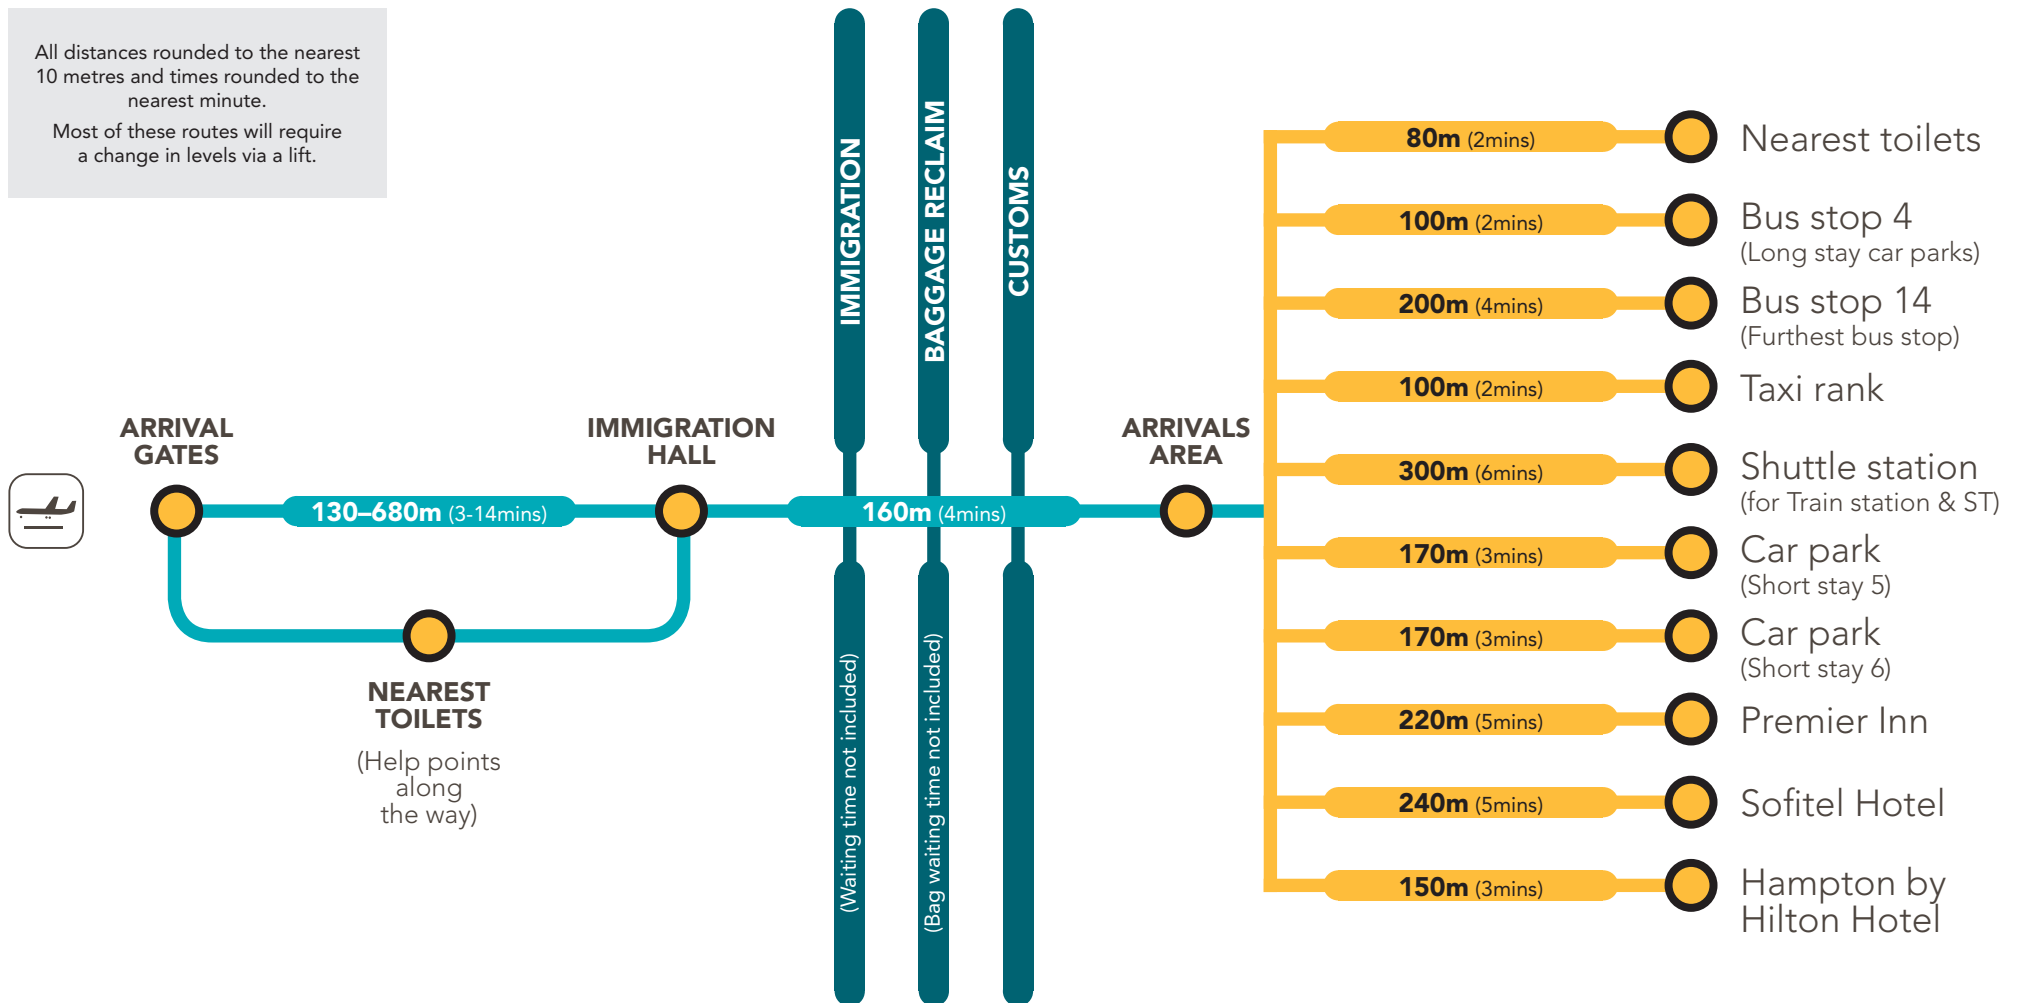 All distances rounded to the nearest
10 metres and times rounded to the
nearest minute.
Most of these routes will require
a change in levels via a lift.
ARRIVAL
GATES
130–680m (3-14mins)
IMMIGRATION
HALL
NEAREST
TOILETS
(Help points
along
the way)
160m (4mins)
IMMIGRATION
(Waiting time not included)
BAGGAGE RECLAIM
(Bag waiting time not included)
CUSTOMS
ARRIVALS
AREA
80m (2mins)
Nearest toilets
100m (2mins)
Bus stop 4
(Long stay car parks)
200m (4mins)
Bus stop 14
(Furthest bus stop)
100m (2mins)
Taxi rank
300m (6mins)
Shuttle station
(for Train station & ST)
170m (3mins)
Car park
(Short stay 5)
170m (3mins)
Car park
(Short stay 6)
220m (5mins)
Premier Inn
240m (5mins)
Sofitel Hotel
150m (3mins)
Hampton by
Hilton Hotel